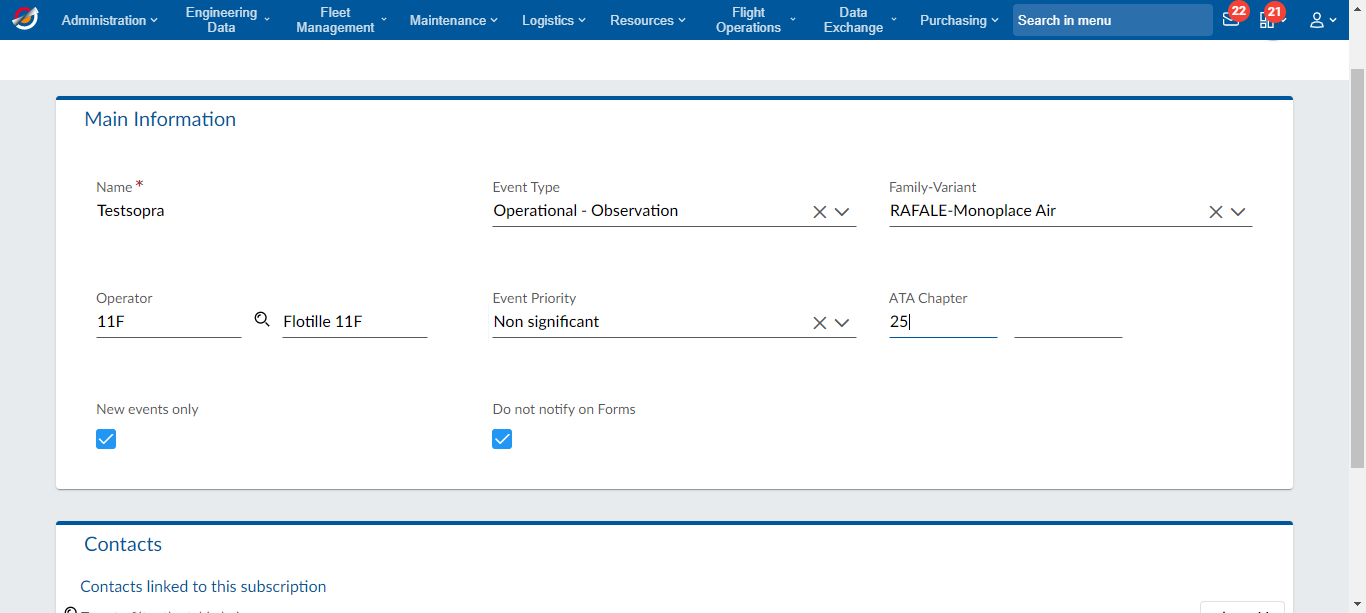 Administration
Engineering Data
Fleet Management
Maintenance
Logistics
Resources
Flight Operations
Data Exchange
Purchasing
Search in menu
22
21
Main Information
Name *
Testsopra
Event Type
Operational - Observation
Family-Variant
RAFALE-Monoplace Air
Operator
11F
Flotille 11F
Event Priority
Non significant
ATA Chapter
25
New events only
Do not notify on Forms
Contacts
Contacts linked to this subscription